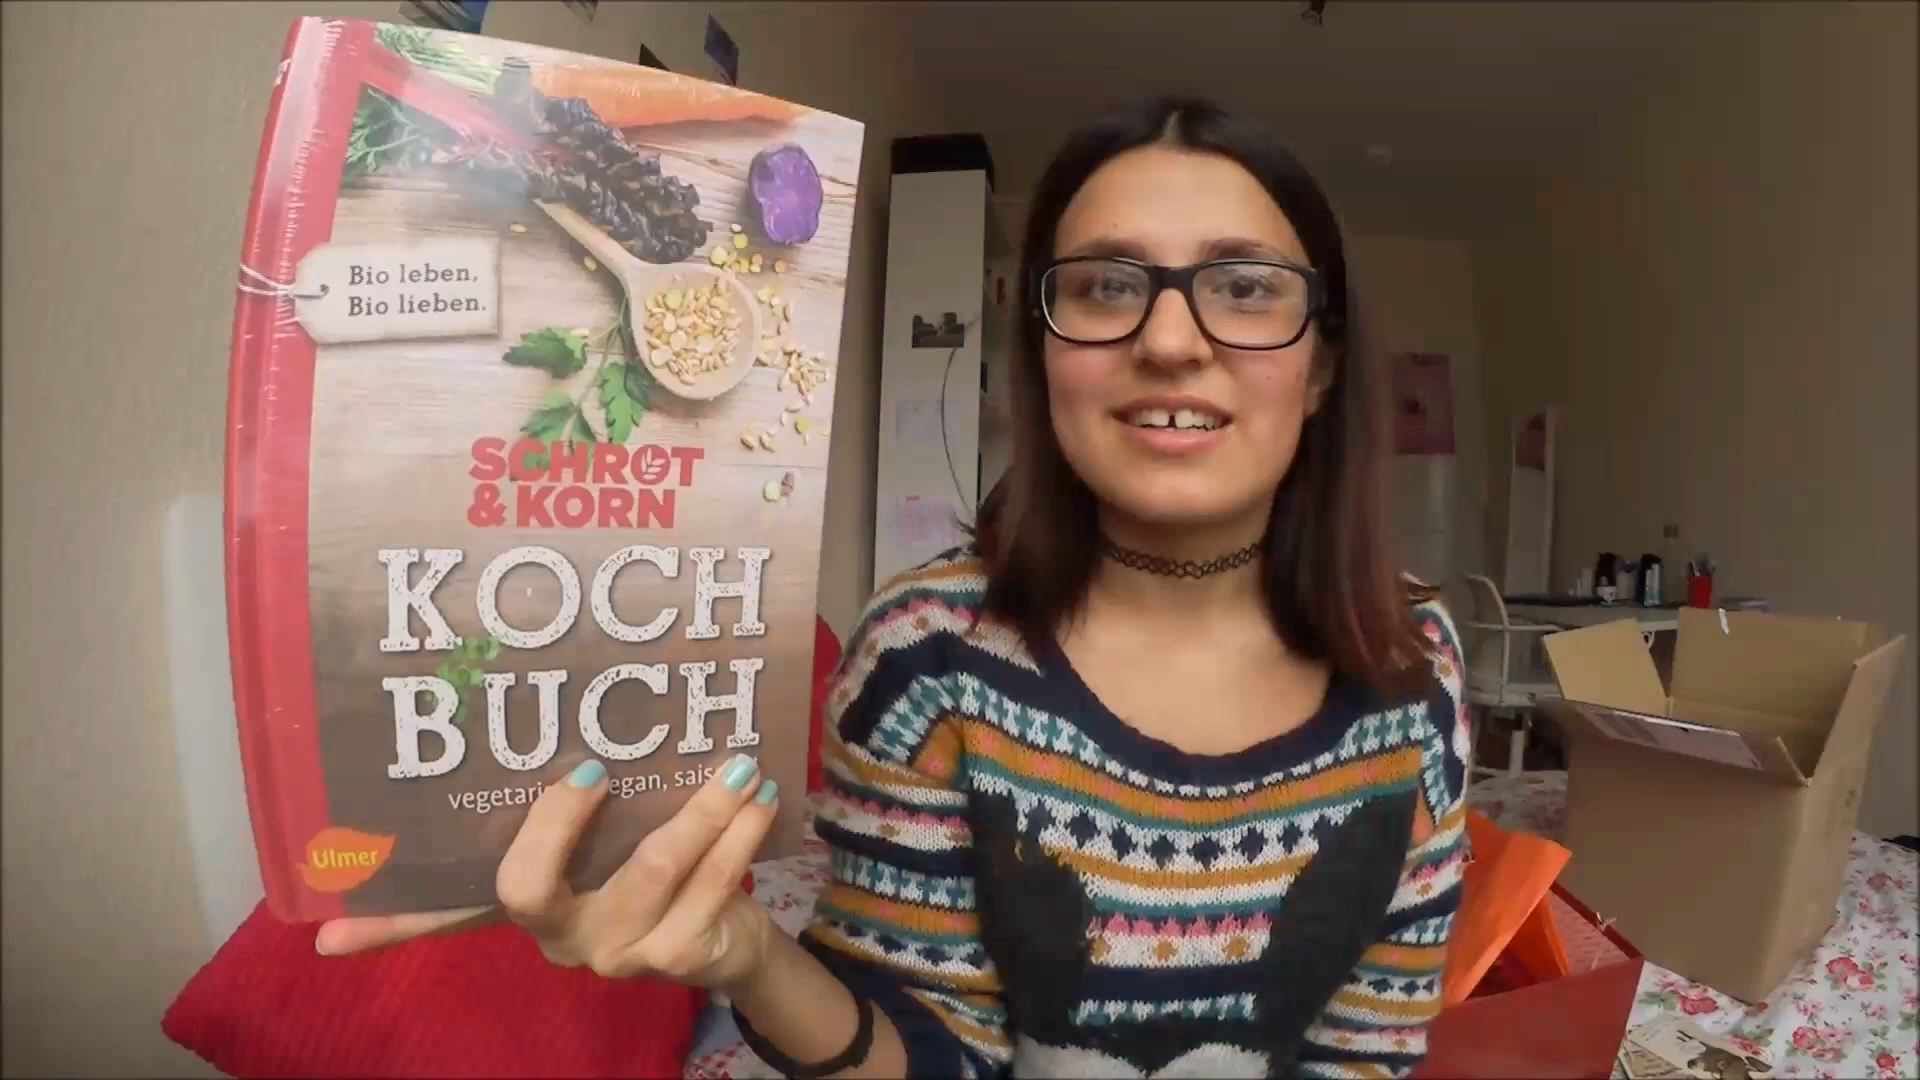 Bio leben,
Bio lieben.
SCHROT
& KORN
KOCH
BUCH
Ulmer